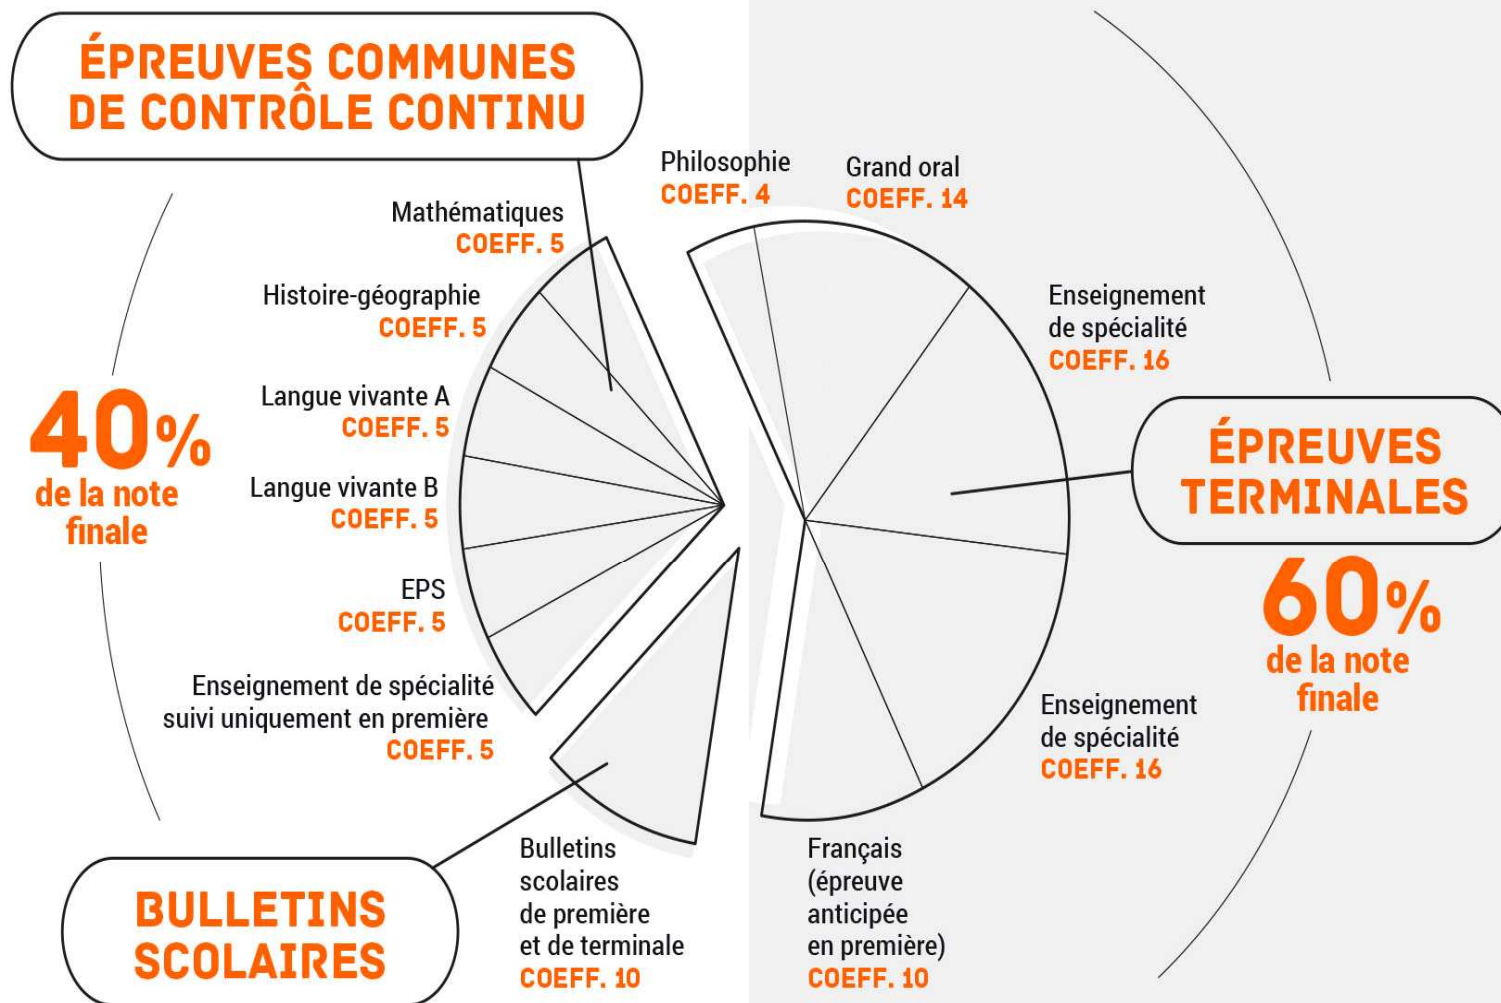 ÉPREUVES COMMUNES
DE CONTRÔLE CONTINU
Mathématiques
COEFF. 5
Histoire-géographie
COEFF. 5
Langue vivante A
COEFF. 5
Langue vivante B
COEFF. 5
EPS
COEFF. 5
Enseignement de spécialité
suivi uniquement en première
COEFF. 5
40%
de la note
finale
BULLETINS
SCOLAIRES
Bulletins
scolaires
de première
et de terminale
COEFF. 10
Philosophie
COEFF. 4
Grand oral
COEFF. 14
Enseignement
de spécialité
COEFF. 16
ÉPREUVES
TERMINALES
60%
de la note
finale
Enseignement
de spécialité
COEFF. 16
Français
(épreuve
anticipée
en première)
COEFF. 10